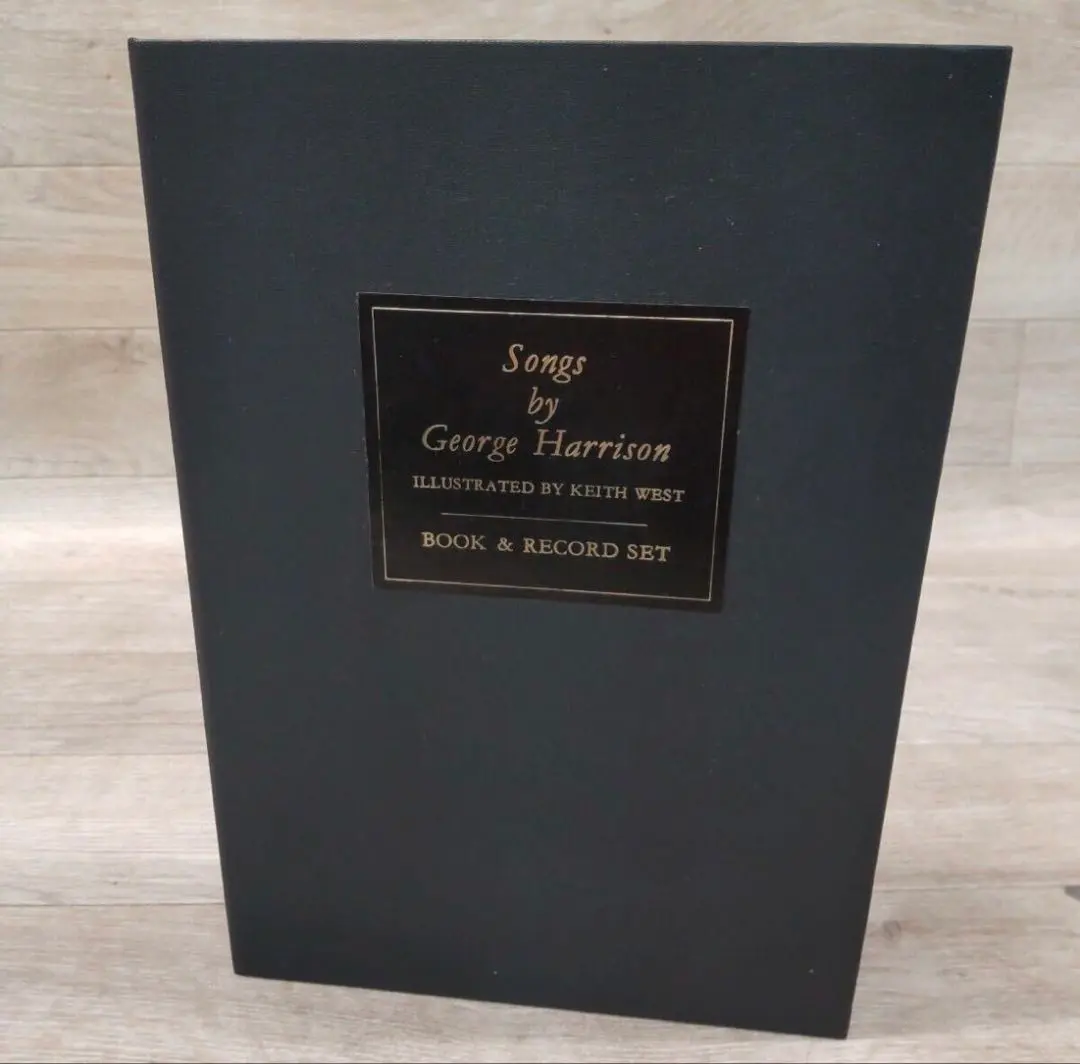 Songs
by
George Harrison
ILLUSTRATED BY KEITH WEST
BOOK & RECORD SET